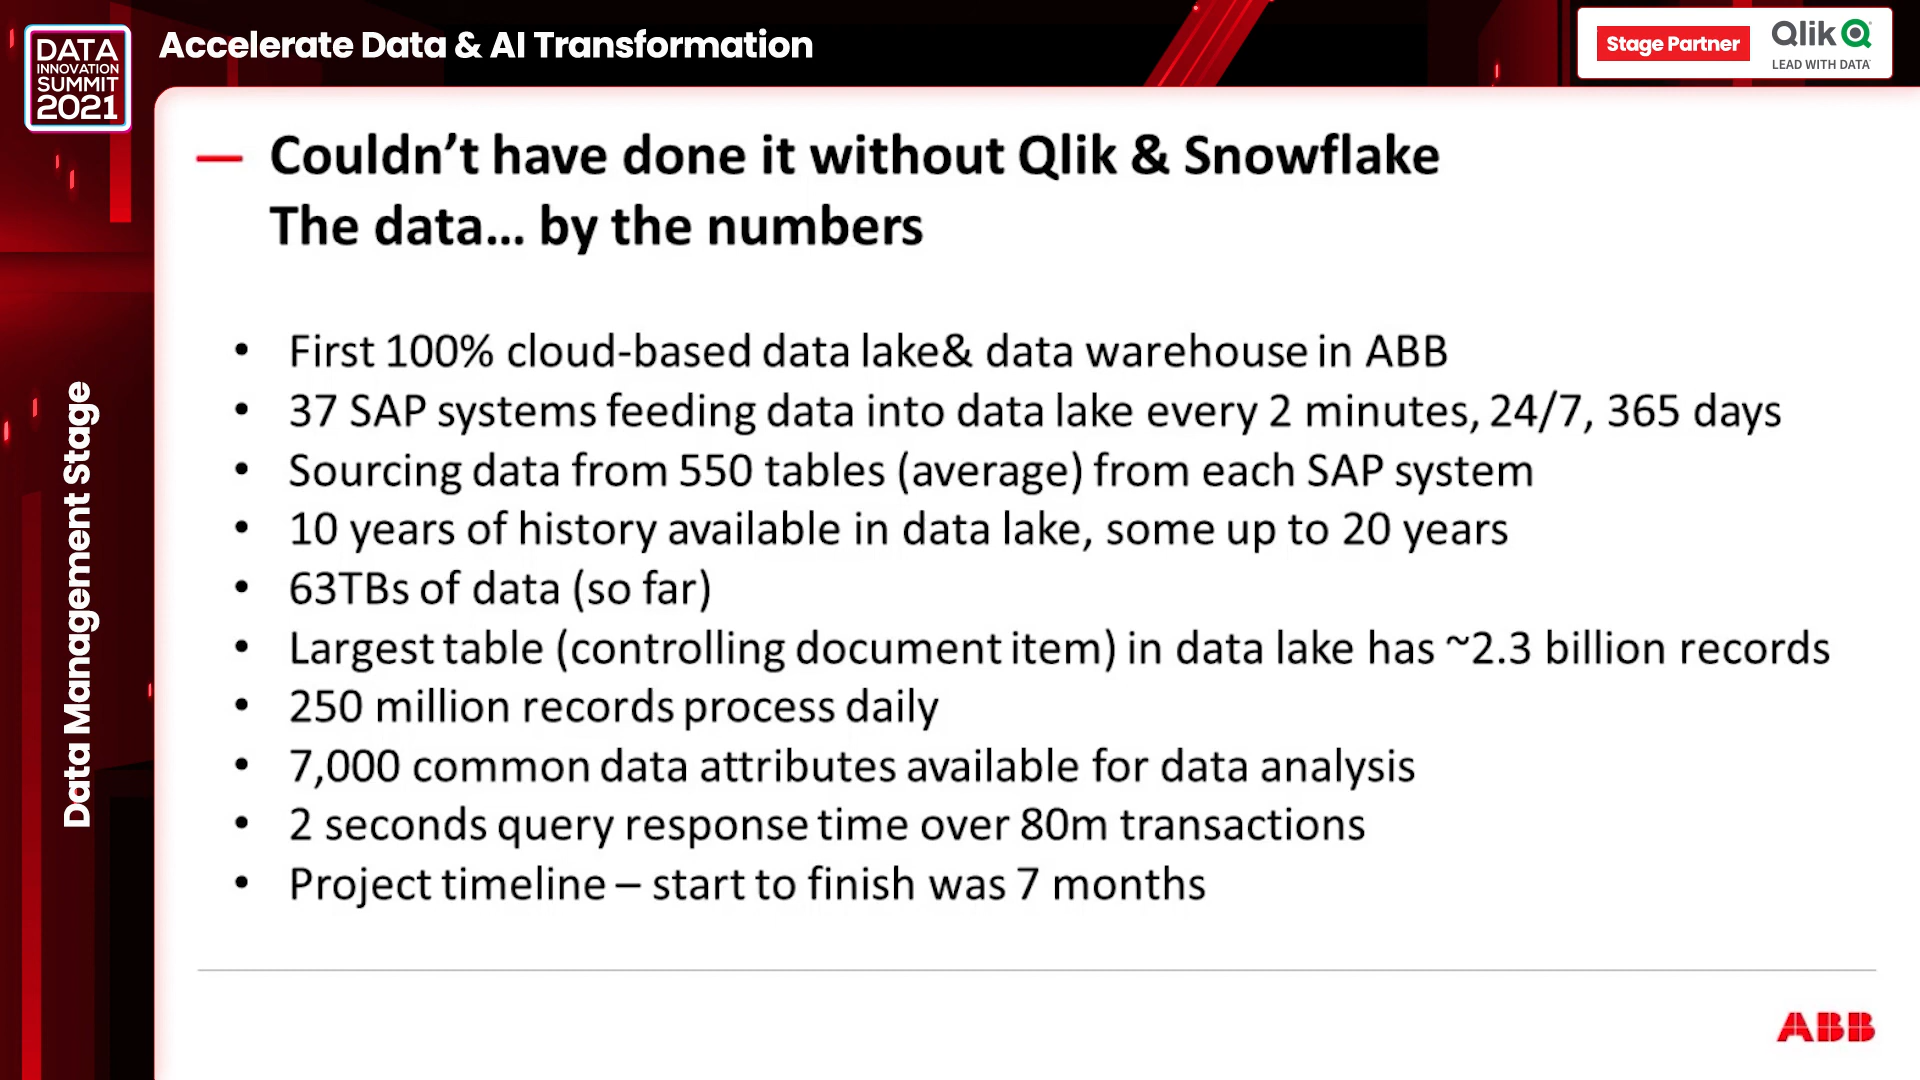 DATA
INNOVATION
SUMMIT
2021
Accelerate Data & AI Transformation
Stage Partner
Qlik
LEAD WITH DATA
Data Management Stage
— Couldn’t have done it without Qlik & Snowflake
The data... by the numbers
• First 100% cloud-based data lake& data warehouse in ABB
• 37 SAP systems feeding data into data lake every 2 minutes, 24/7, 365 days
• Sourcing data from 550 tables (average) from each SAP system
• 10 years of history available in data lake, some up to 20 years
• 63TBs of data (so far)
• Largest table (controlling document item) in data lake has ~2.3 billion records
• 250 million records process daily
• 7,000 common data attributes available for data analysis
• 2 seconds query response time over 80m transactions
• Project timeline – start to finish was 7 months
ABB